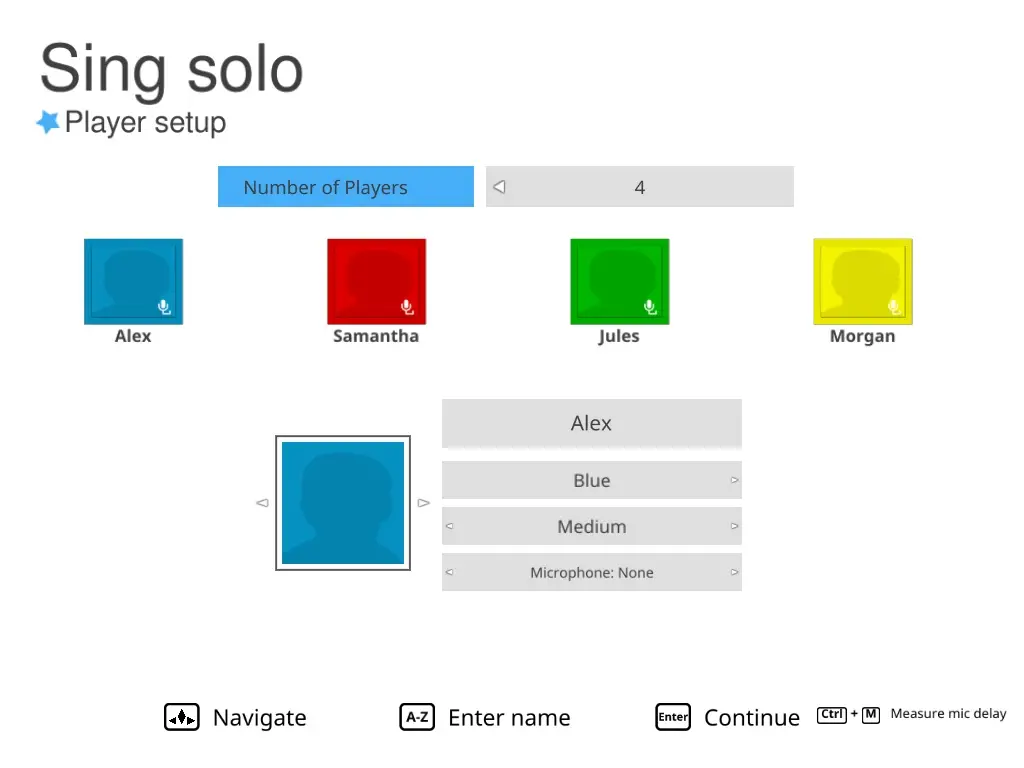 Sing solo
Player setup
Number of Players 4
Alex Samantha Jules Morgan
Alex
Blue
Medium
Microphone: None
Navigate A-Z Enter name Enter Continue Ctrl + M Measure mic delay